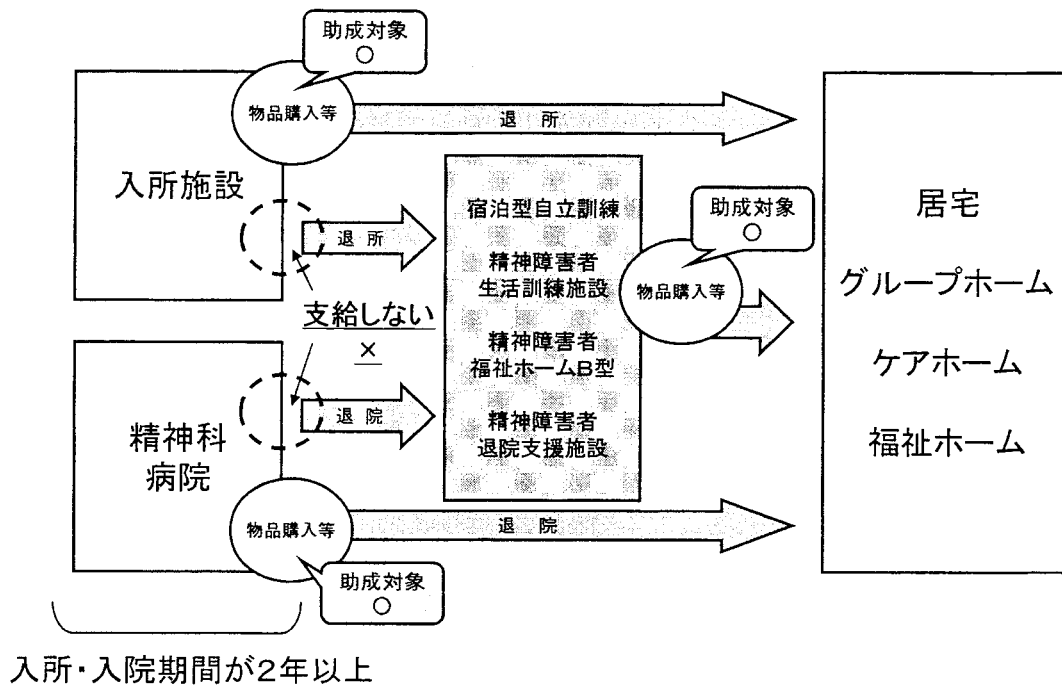 助成対象
○
物品購入等
退所
入所施設
宿泊型自立訓練
助成対象
○
居宅
退所
精神障害者
生活訓練施設
物品購入等
グループホーム
支給しない
×
精神障害者
福祉ホームB型
ケアホーム
退院
精神障害者
退院支援施設
福祉ホーム
精神科
病院
物品購入等
退院
助成対象
○
入所・入院期間が2年以上